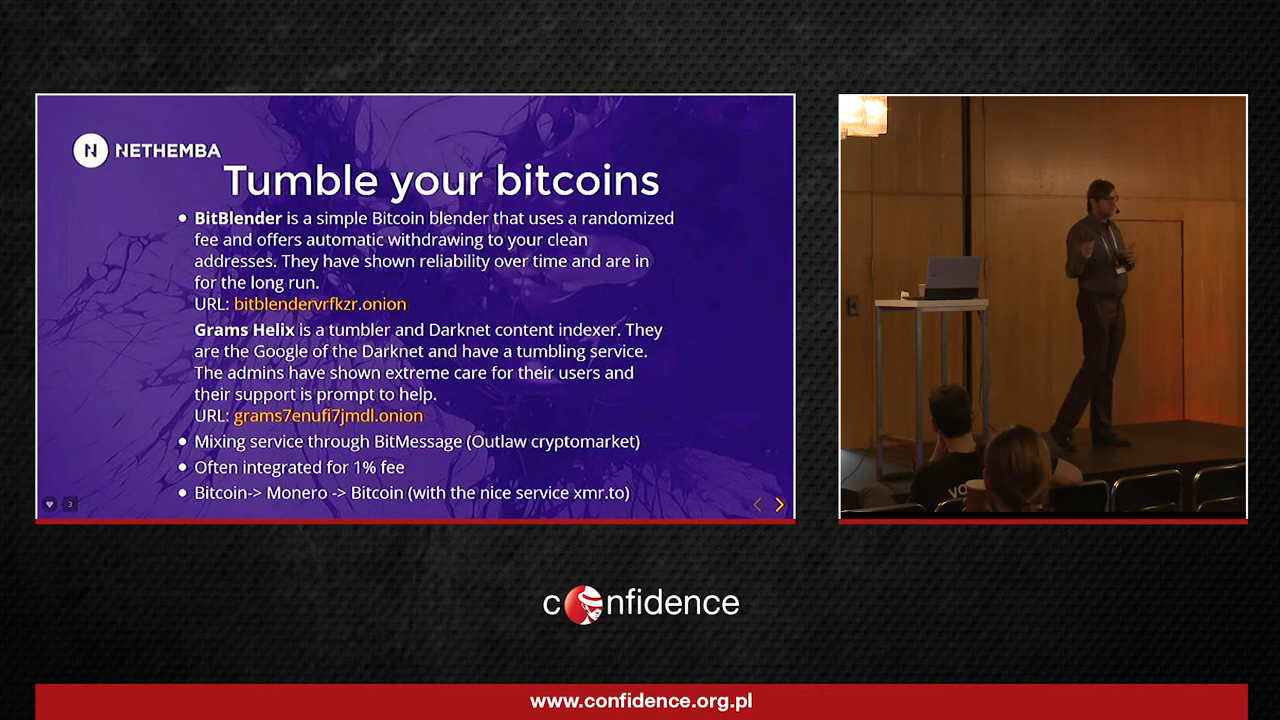 N NETHEMBA
Tumble your bitcoins
• BitBlender is a simple Bitcoin blender that uses a randomized
fee and offers automatic withdrawing to your clean
addresses. They have shown reliability over time and are in
for the long run.
URL: bitblendervrfkzr.onion
Grams Helix is a tumbler and Darknet content indexer. They
are the Google of the Darknet and have a tumbling service.
The admins have shown extreme care for their users and
their support is prompt to help.
URL: grams7enufi7jmdl.onion
• Mixing service through BitMessage (Outlaw cryptomarket)
• Often integrated for 1% fee
• Bitcoin-> Monero -> Bitcoin (with the nice service xmr.to)
3
confidence
www.confidence.org.pl